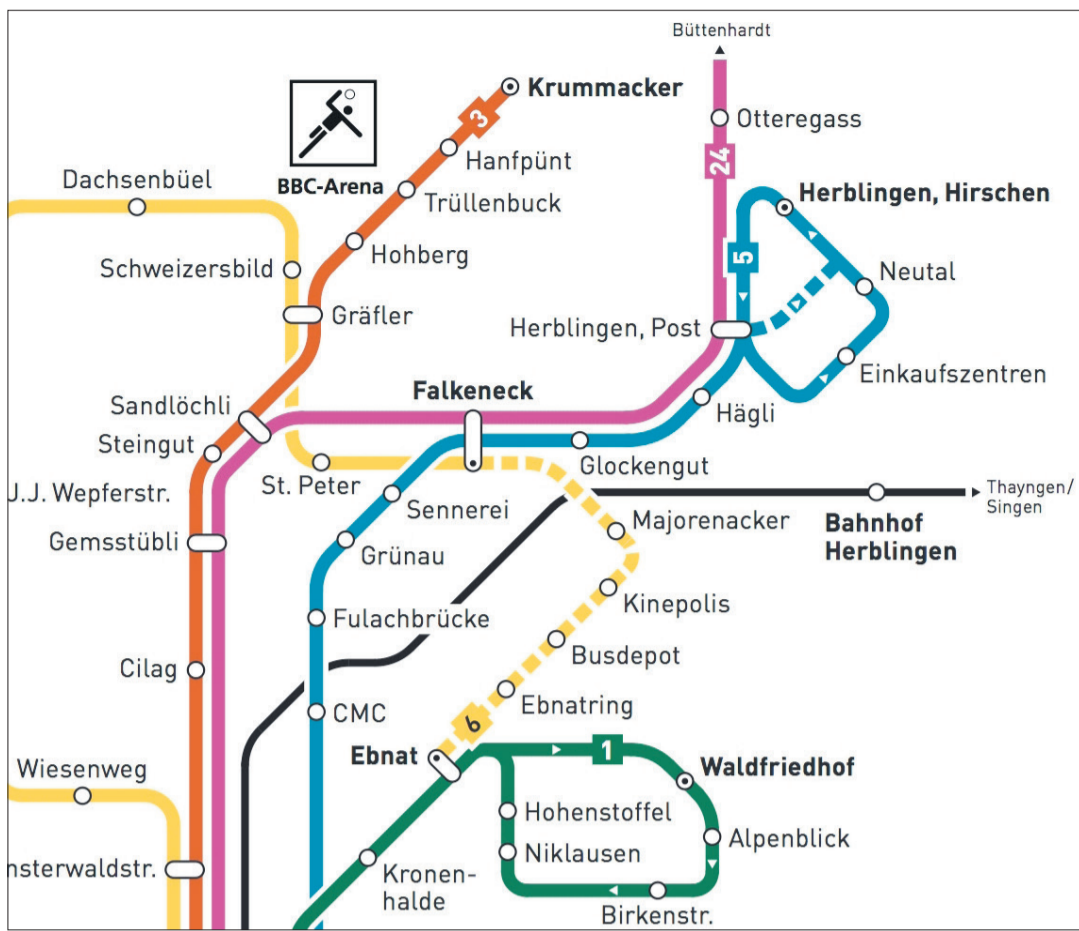 Büttenhardt
Krummacker
3
Otteregass
Hanfpünt
BBC-Arena
24
Dachsenbüel
Trüllenbuck
Herblingen, Hirschen
Hohberg
5
Schweizersbild
Neutal
Gräfler
Herblingen, Post
Einkaufszentren
Falkeneck
Sandlöchli
Hägli
Steingut
Glockengut
St. Peter
J.J. Wepferstr.
Sennerei
Thayngen/
Singen
Majorenacker
Bahnhof
Herblingen
Gemsstübli
Grünau
Kinepolis
Fulachbrücke
Busdepot
Cilag
Ebnatring
CMC
6
Ebnat
1
Wiesenweg
Waldfriedhof
Hohenstoffel
Alpenblick
Niklausen
nsterwaldstr.
Kronen-
halde
Birkenstr.